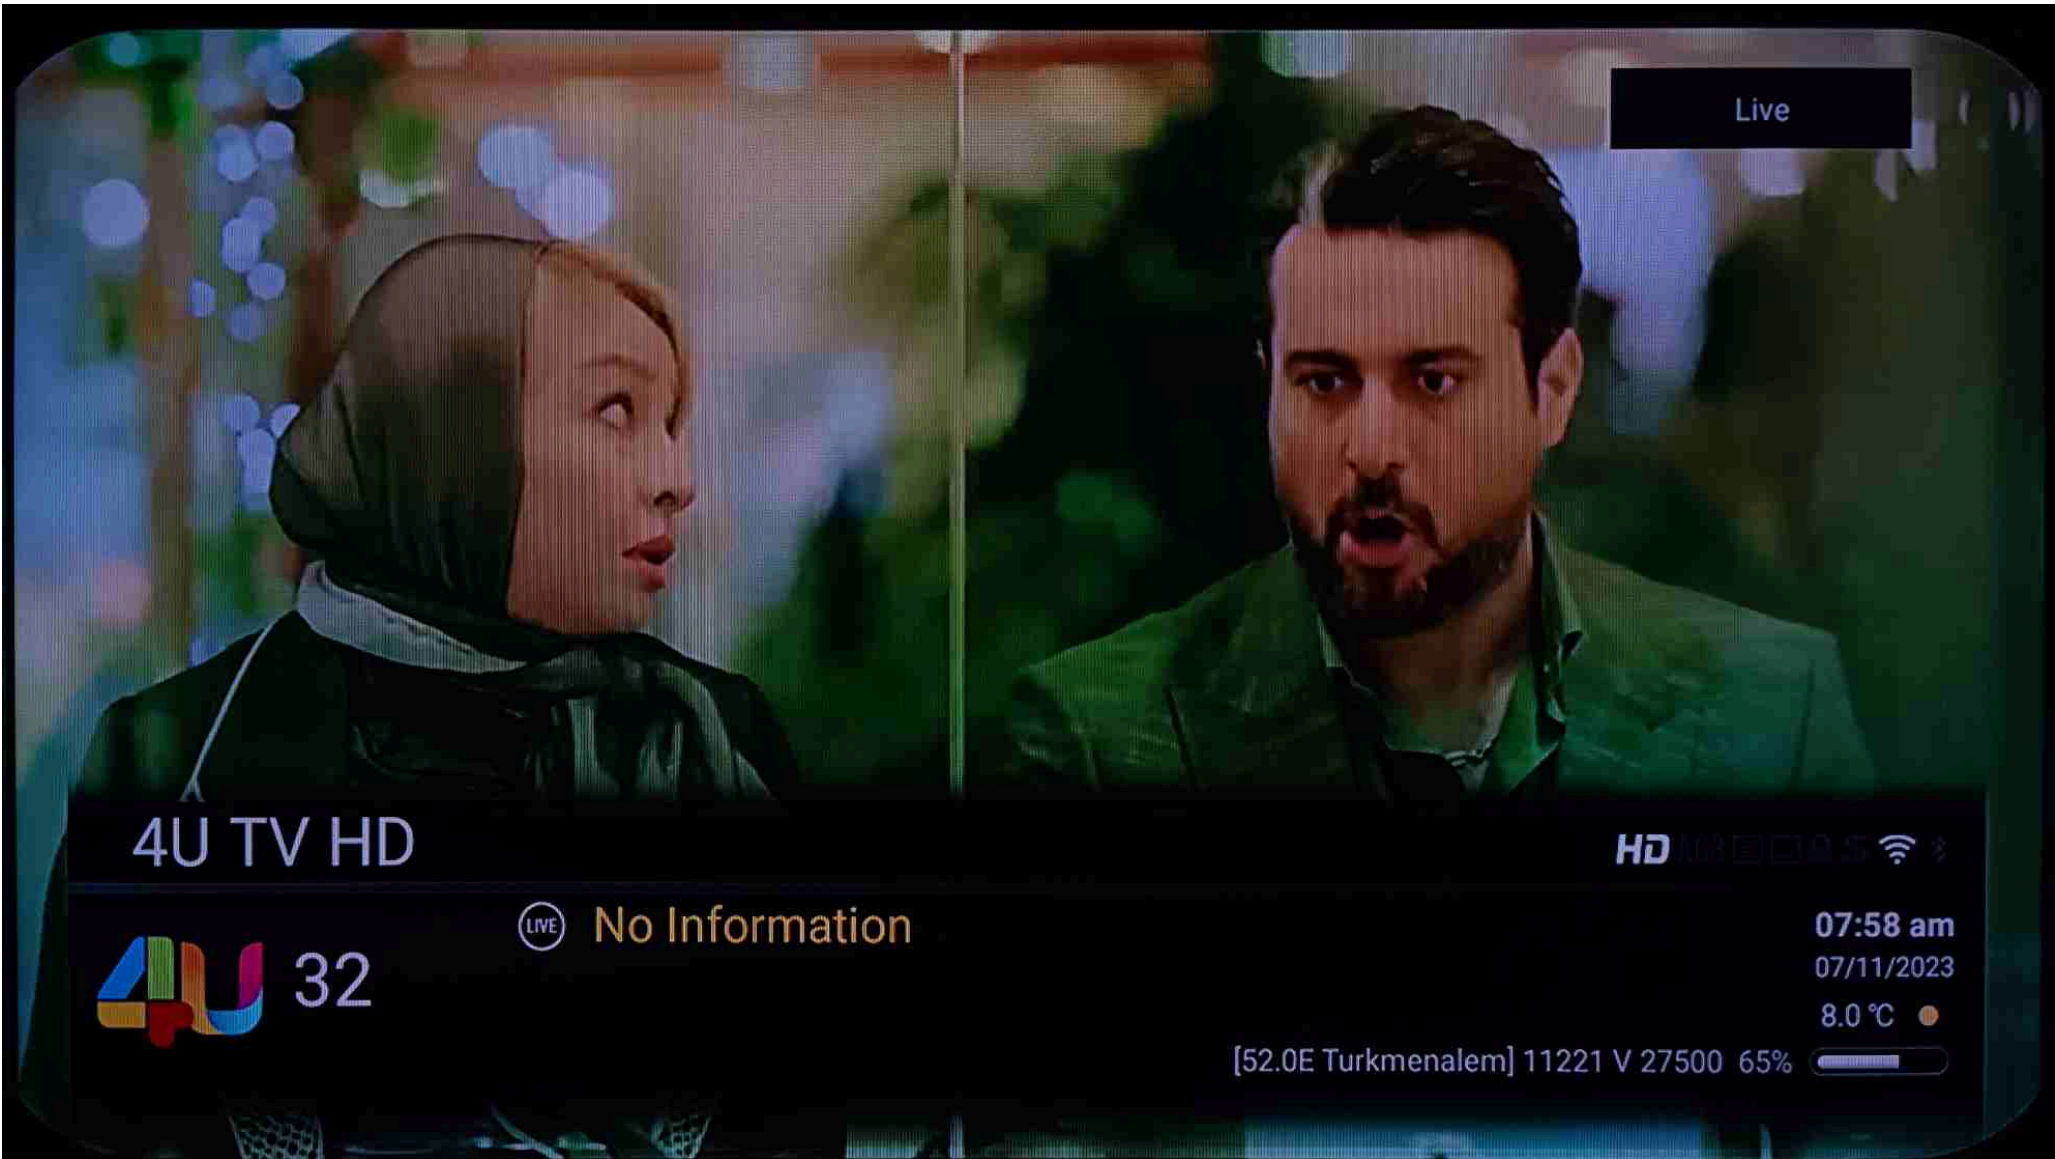 Live
4U TV HD
HD
4U
32
LIVE No Information
07:58 am
07/11/2023
8.0 °C
[52.0E Turkmenalem] 11221 V 27500 65%